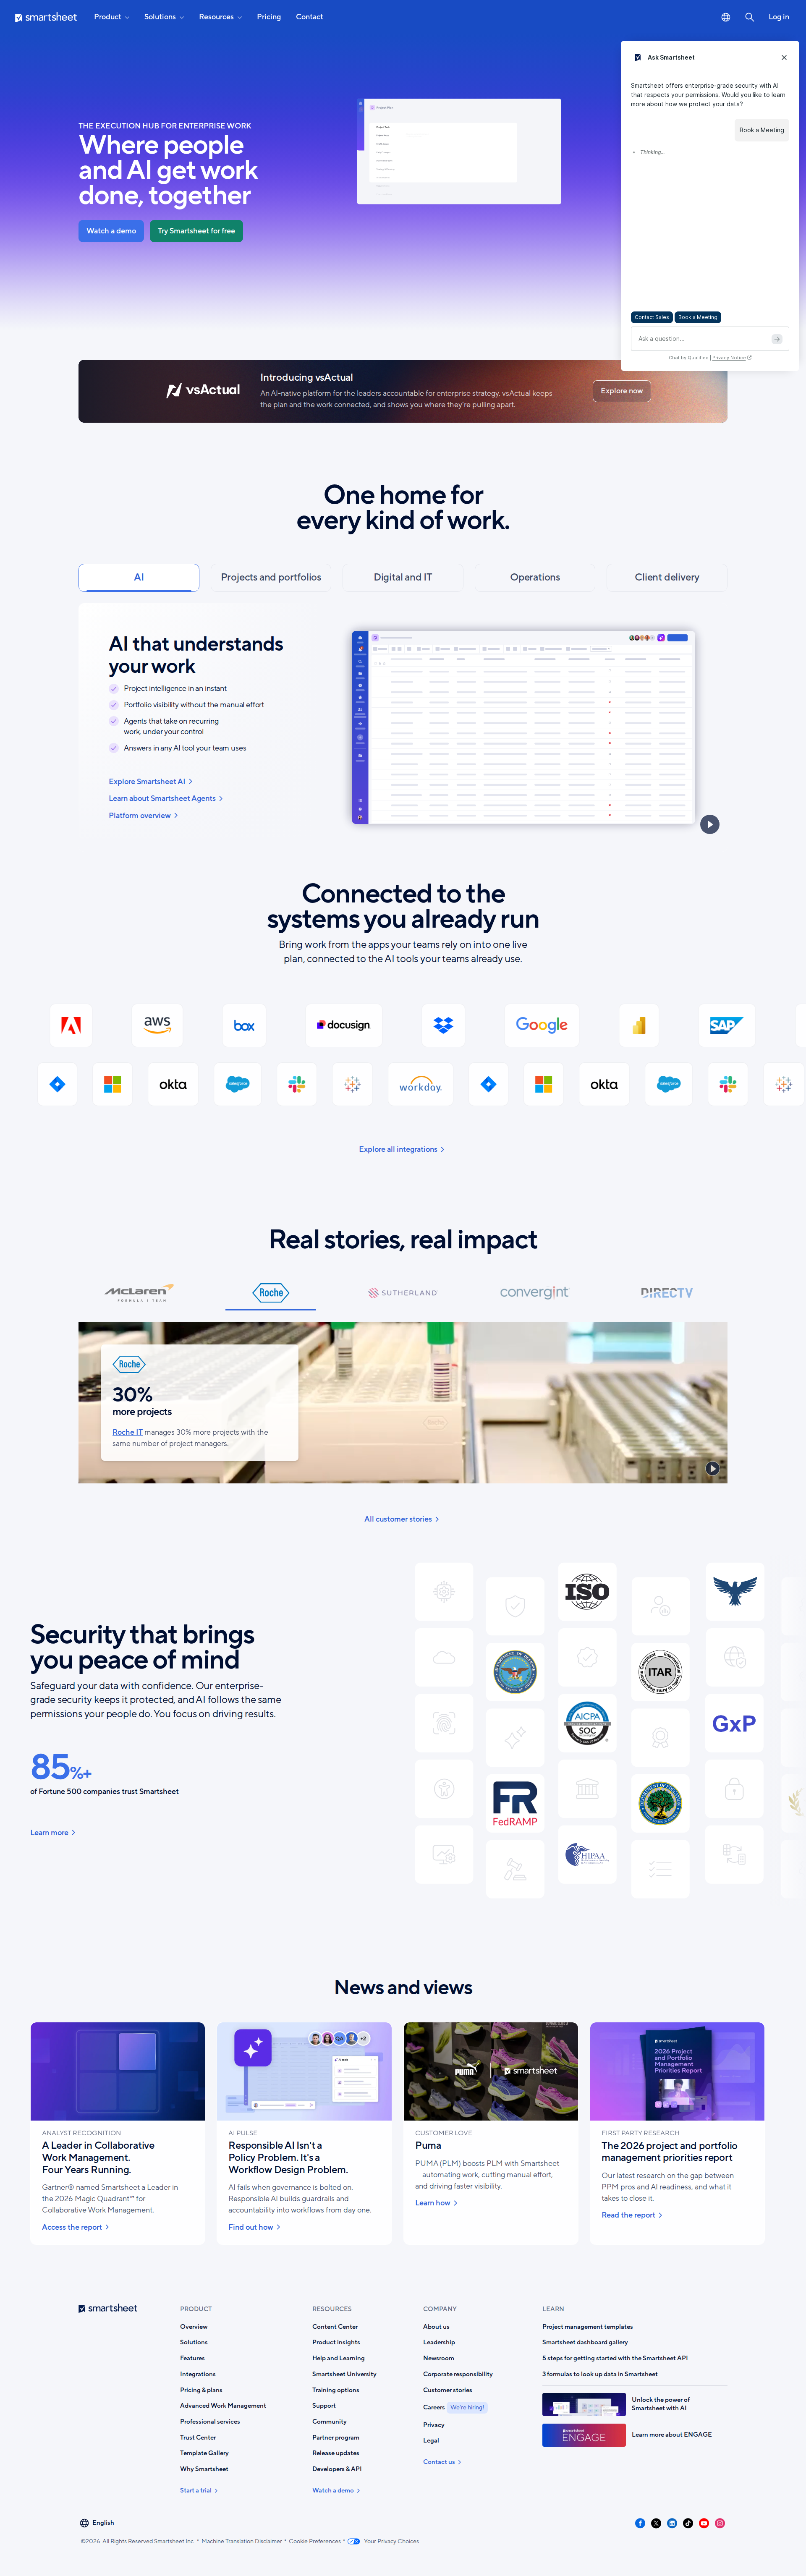 smartsheet
Product
Solutions
Resources
Pricing
Contact
Log in
THE EXECUTION HUB FOR ENTERPRISE WORK
Where people
and AI get work
done, together
Watch a demo
Try Smartsheet for free
Ask Smartsheet
Smartsheet offers enterprise-grade security with AI
that respects your permissions. Would you like to learn
more about how we protect your data?
Book a Meeting
Thinking...
Contact Sales
Book a Meeting
Ask a question...
Chat by Qualified | Privacy Notice
vsActual
Introducing vsActual
An AI-native platform for the leaders accountable for enterprise strategy. vsActual keeps
the plan and the work connected, and shows you where they're pulling apart.
Explore now
One home for
every kind of work.
AI
Projects and portfolios
Digital and IT
Operations
Client delivery
AI that understands
your work
Project intelligence in an instant
Portfolio visibility without the manual effort
Agents that take on recurring
work, under your control
Answers in any AI tool your team uses
Explore Smartsheet AI
Learn about Smartsheet Agents
Platform overview
Connected to the
systems you already run
Bring work from the apps your teams rely on into one live
plan, connected to the AI tools your teams already use.
aws
box
docusign
Google
SAP
okta
salesforce
workday
okta
salesforce
Explore all integrations
Real stories, real impact
McLaren
FORMULA 1 TEAM
Roche
SUTHERLAND
convergint
DIRECTV
Roche
30%
more projects
Roche IT manages 30% more projects with the
same number of project managers.
All customer stories
Security that brings
you peace of mind
Safeguard your data with confidence. Our enterprise-
grade security keeps it protected, and AI follows the same
permissions your people do. You focus on driving results.
85%+
of Fortune 500 companies trust Smartsheet
Learn more
ISO
ITAR
AICPA
SOC
GxP
FR
FedRAMP
HIPAA
News and views
ANALYST RECOGNITION
A Leader in Collaborative
Work Management.
Four Years Running.
Gartner® named Smartsheet a Leader in
the 2026 Magic Quadrant™ for
Collaborative Work Management.
Access the report
QA
+2
AI PULSE
Responsible AI Isn't a
Policy Problem. It's a
Workflow Design Problem.
AI fails when governance is bolted on.
Responsible AI builds guardrails and
accountability into workflows from day one.
Find out how
PUMA
smartsheet
CUSTOMER LOVE
Puma
PUMA (PLM) boosts PLM with Smartsheet
— automating work, cutting manual effort,
and driving faster visibility.
Learn how
smartsheet
2026 Project
and Portfolio
Management
Priorities Report
FIRST PARTY RESEARCH
The 2026 project and portfolio
management priorities report
Our latest research on the gap between
PPM pros and AI readiness, and what it
takes to close it.
Read the report
smartsheet
PRODUCT
Overview
Solutions
Features
Integrations
Pricing & plans
Advanced Work Management
Professional services
Trust Center
Template Gallery
Why Smartsheet
Start a trial
RESOURCES
Content Center
Product insights
Help and Learning
Smartsheet University
Training options
Support
Community
Partner program
Release updates
Developers & API
Watch a demo
COMPANY
About us
Leadership
Newsroom
Corporate responsibility
Customer stories
Careers We're hiring!
Privacy
Legal
Contact us
LEARN
Project management templates
Smartsheet dashboard gallery
5 steps for getting started with the Smartsheet API
3 formulas to look up data in Smartsheet
Unlock the power of
Smartsheet with AI
smartsheet
ENGAGE
Learn more about ENGAGE
English
©2026. All Rights Reserved Smartsheet Inc. • Machine Translation Disclaimer • Cookie Preferences • Your Privacy Choices